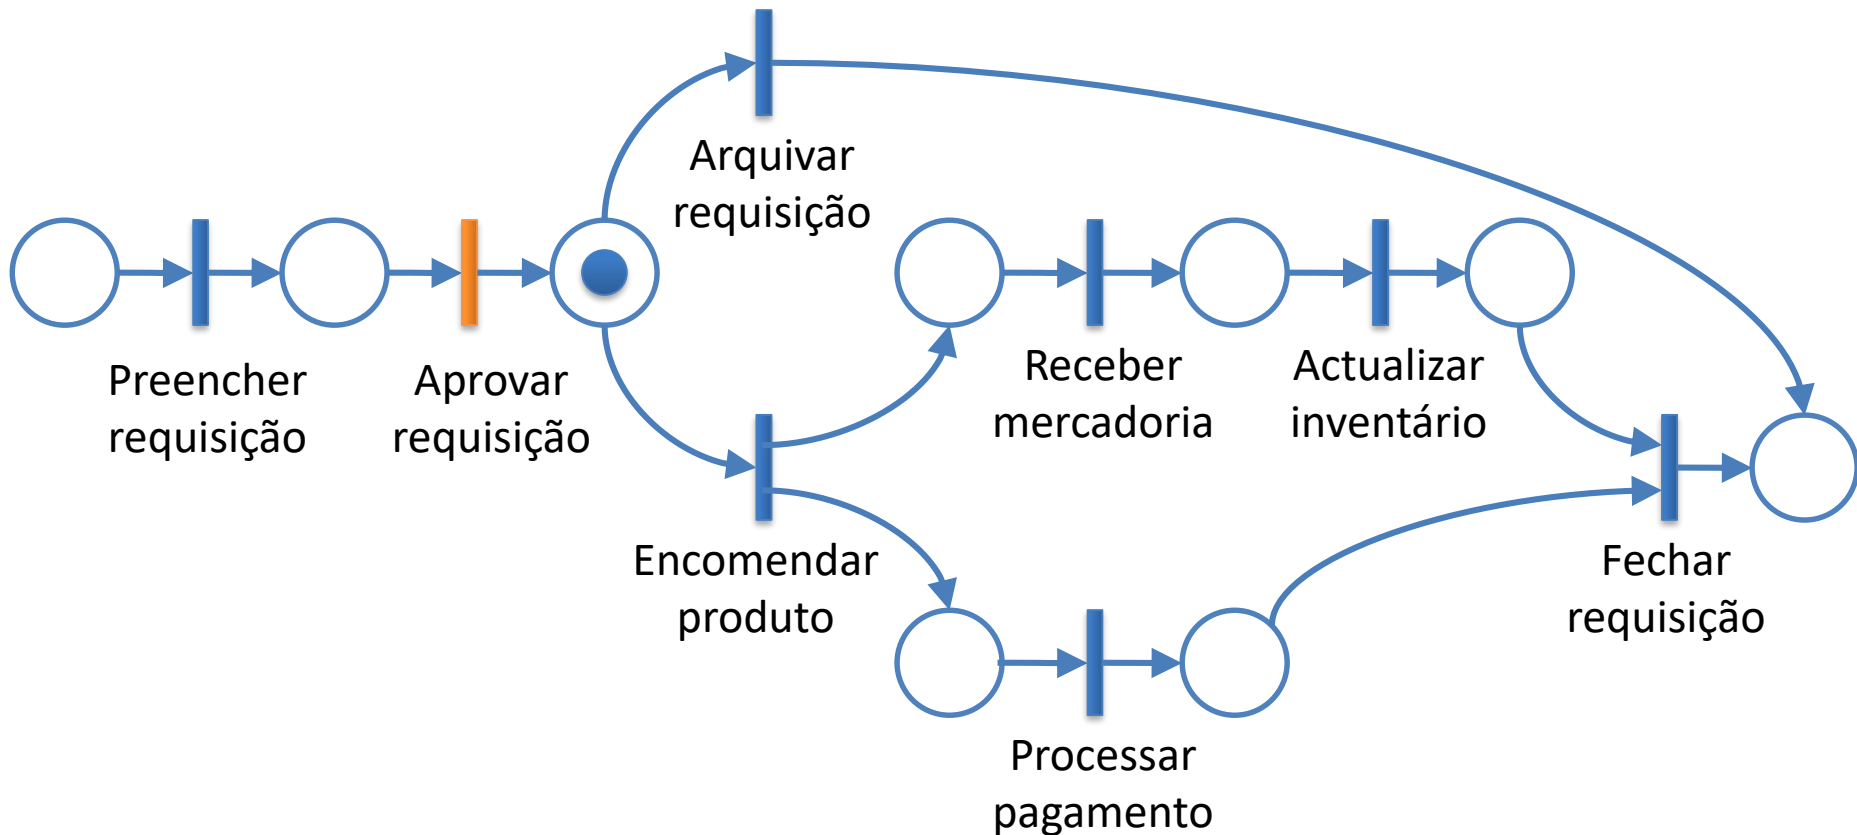 Arquivar
requisição
Preencher
requisição
Aprovar
requisição
Receber
mercadoria
Actualizar
inventário
Encomendar
produto
Fechar
requisição
Processar
pagamento